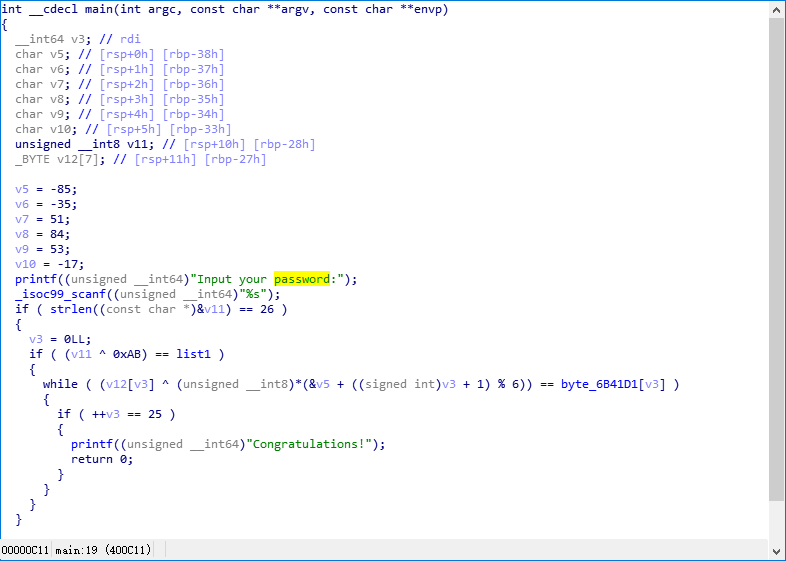 int __cdecl main(int argc, const char **argv, const char **envp)
{
  __int64 v3; // rdi
  char v5; // [rsp+0h] [rbp-38h]
  char v6; // [rsp+1h] [rbp-37h]
  char v7; // [rsp+2h] [rbp-36h]
  char v8; // [rsp+3h] [rbp-35h]
  char v9; // [rsp+4h] [rbp-34h]
  char v10; // [rsp+5h] [rbp-33h]
  unsigned __int8 v11; // [rsp+10h] [rbp-28h]
  _BYTE v12[7]; // [rsp+11h] [rbp-27h]

  v5 = -85;
  v6 = -35;
  v7 = 51;
  v8 = 84;
  v9 = 53;
  v10 = -17;
  printf((unsigned __int64)"Input your password:");
  _isoc99_scanf((unsigned __int64)"%s");
  if ( strlen((const char *)&v11) == 26 )
  {
    v3 = 0LL;
    if ( (v11 ^ 0xAB) == list1 )
    {
      while ( (v12[v3] ^ (unsigned __int8)*(&v5 + ((signed int)v3 + 1) % 6)) == byte_6B41D1[v3] )
      {
        if ( ++v3 == 25 )
        {
          printf((unsigned __int64)"Congratulations!");
          return 0;
        }
      }
    }
  }
00000C11 main:19 (400C11)